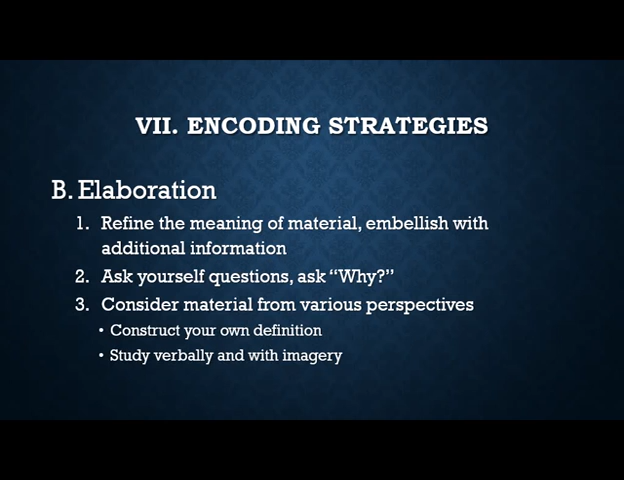 VII. ENCODING STRATEGIES
B. Elaboration
1. Refine the meaning of material, embellish with
additional information
2. Ask yourself questions, ask “Why?”
3. Consider material from various perspectives
• Construct your own definition
• Study verbally and with imagery